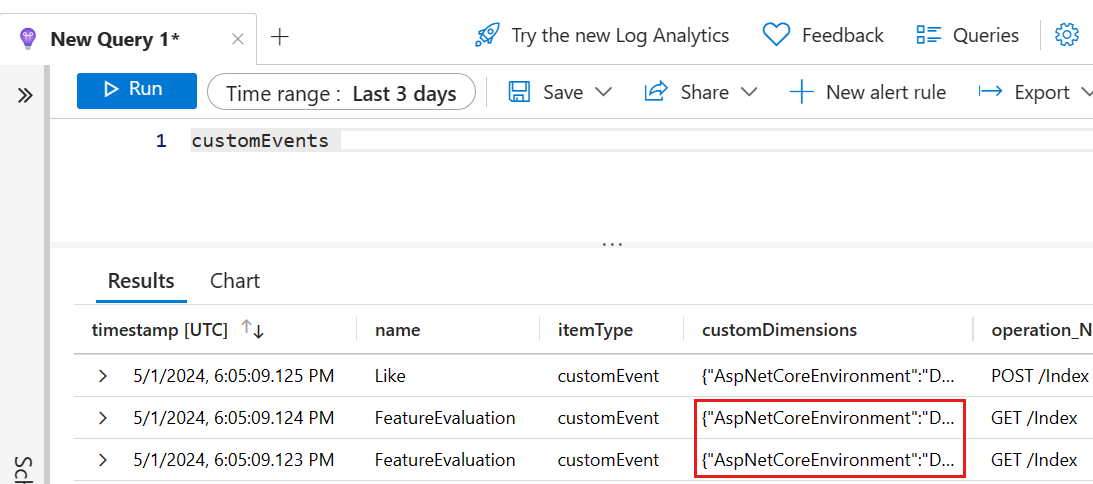 New Query 1*
Try the new Log Analytics Feedback Queries
Run Time range : Last 3 days Save Share New alert rule Export
1 customEvents
Results Chart
timestamp [UTC] name itemType customDimensions operation_N
5/1/2024, 6:05:09.125 PM Like customEvent {"AspNetCoreEnvironment":"D... POST /Index
5/1/2024, 6:05:09.124 PM FeatureEvaluation customEvent {"AspNetCoreEnvironment":"D... GET /Index
5/1/2024, 6:05:09.123 PM FeatureEvaluation customEvent {"AspNetCoreEnvironment":"D... GET /Index